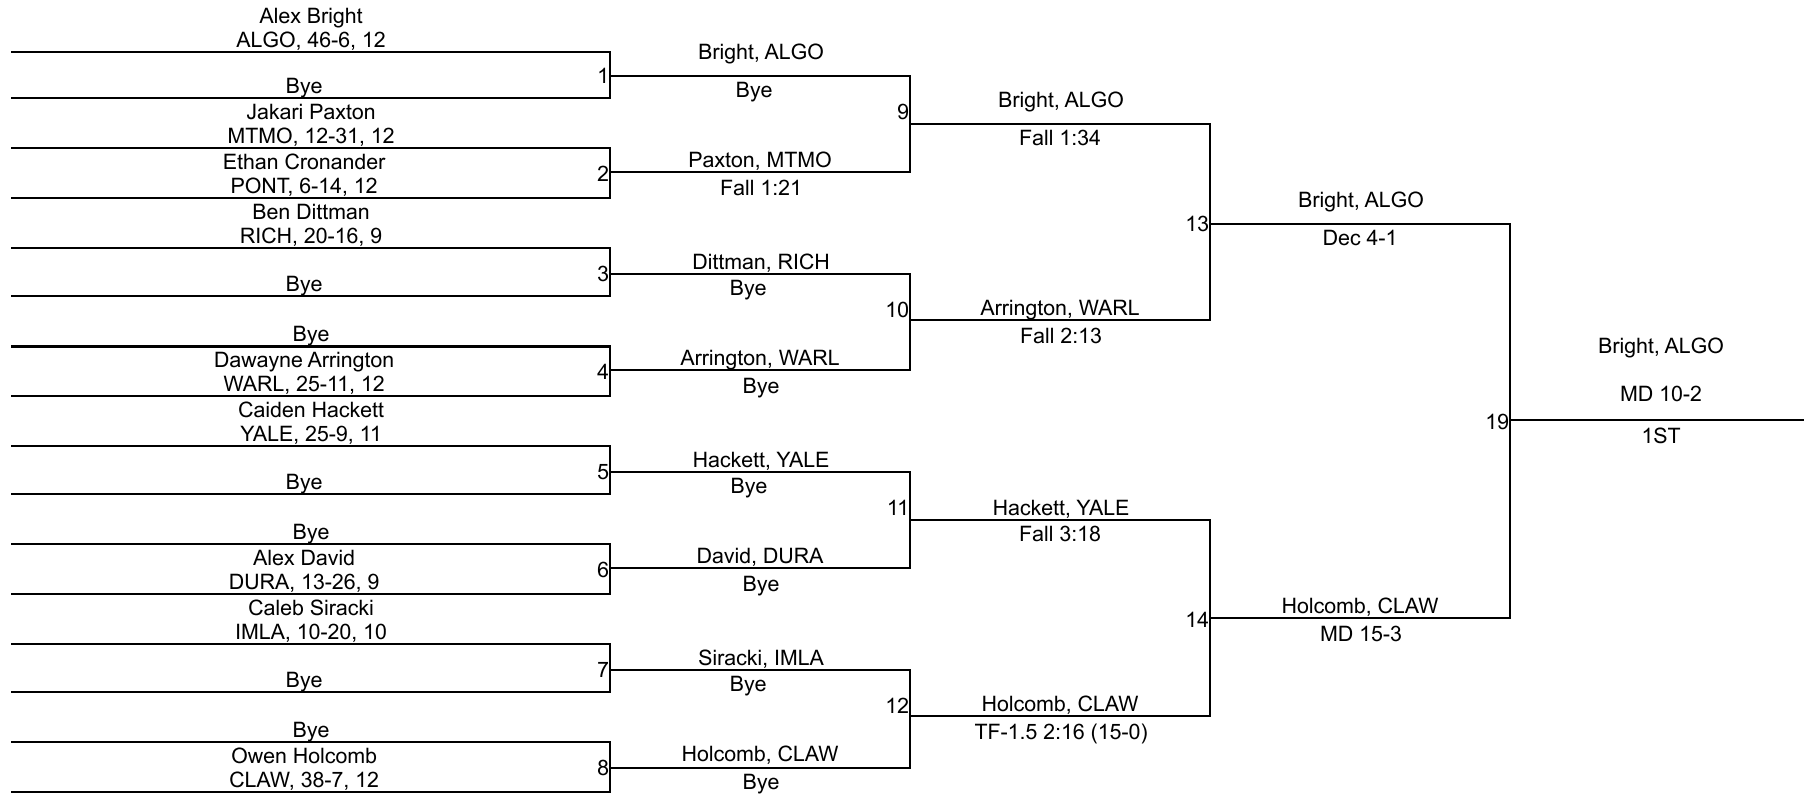 Alex Bright
ALGO, 46-6, 12
Bye
1
Jakari Paxton
MTMO, 12-31, 12
Ethan Cronander
PONT, 6-14, 12
2
Ben Dittman
RICH, 20-16, 9
Bye
3
Bye
Dawayne Arrington
WARL, 25-11, 12
4
Caiden Hackett
YALE, 25-9, 11
Bye
5
Bye
Alex David
DURA, 13-26, 9
6
Caleb Siracki
IMLA, 10-20, 10
Bye
7
Bye
Owen Holcomb
CLAW, 38-7, 12
8
Bright, ALGO
Bye
9
Paxton, MTMO
Fall 1:21
Dittman, RICH
Bye
10
Arrington, WARL
Bye
Hackett, YALE
Bye
11
David, DURA
Bye
Siracki, IMLA
Bye
12
Holcomb, CLAW
Bye
Bright, ALGO
Fall 1:34
13
Arrington, WARL
Fall 2:13
Hackett, YALE
Fall 3:18
14
Holcomb, CLAW
TF-1.5 2:16 (15-0)
Bright, ALGO
Dec 4-1
19
Holcomb, CLAW
MD 15-3
Bright, ALGO
MD 10-2
1ST